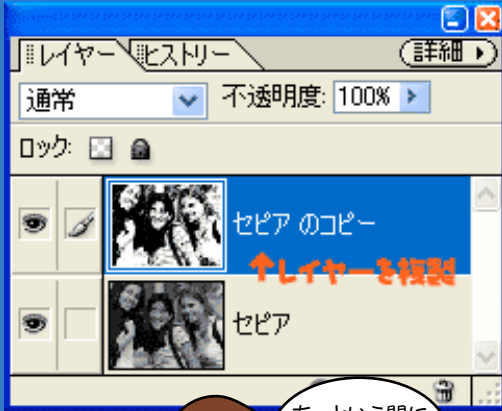 レイヤー ヒストリー 詳細
通常 不透明度: 100%
ロック:
セピア のコピー
↑レイヤーを複製
セピア
あっという間に